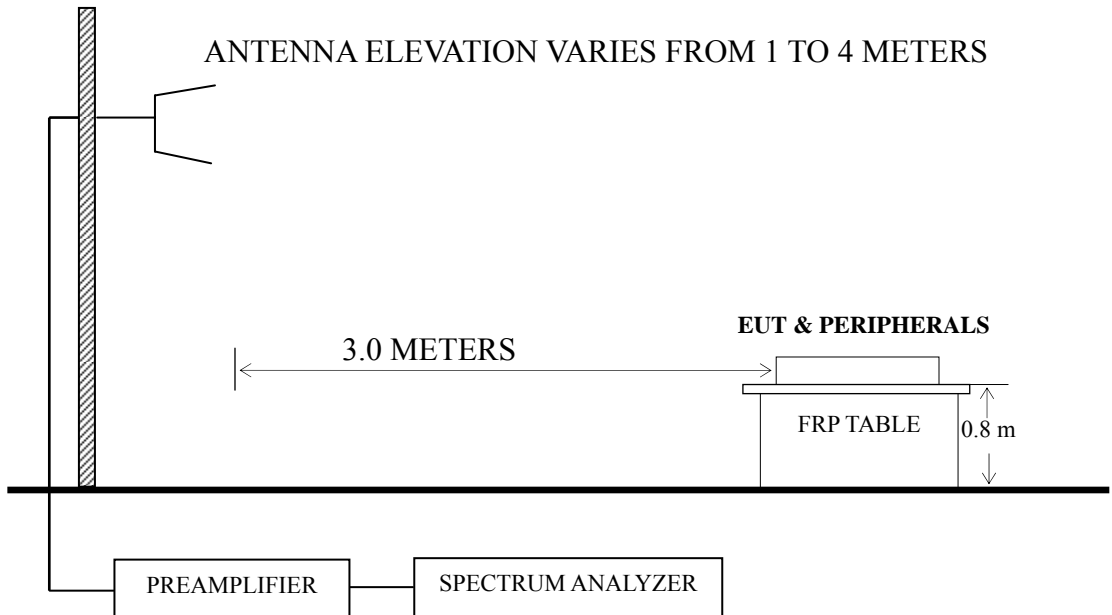 ANTENNA ELEVATION VARIES FROM 1 TO 4 METERS
EUT & PERIPHERALS
3.0 METERS
FRP TABLE
0.8 m
PREAMPLIFIER
SPECTRUM ANALYZER